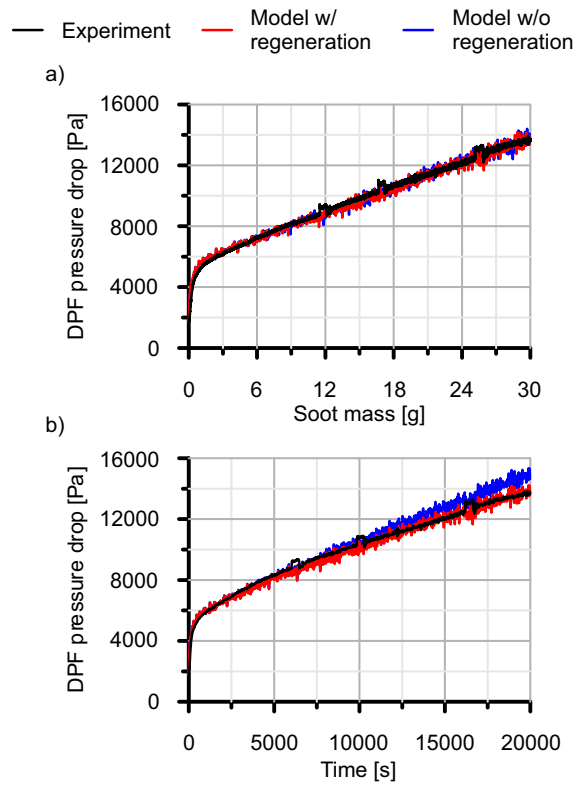 Experiment
Model w/
regeneration
Model w/o
regeneration
a)
DPF pressure drop [Pa]
16000
12000
8000
4000
0
0 6 12 18 24 30
Soot mass [g]
b)
DPF pressure drop [Pa]
16000
12000
8000
4000
0
0 5000 10000 15000 20000
Time [s]